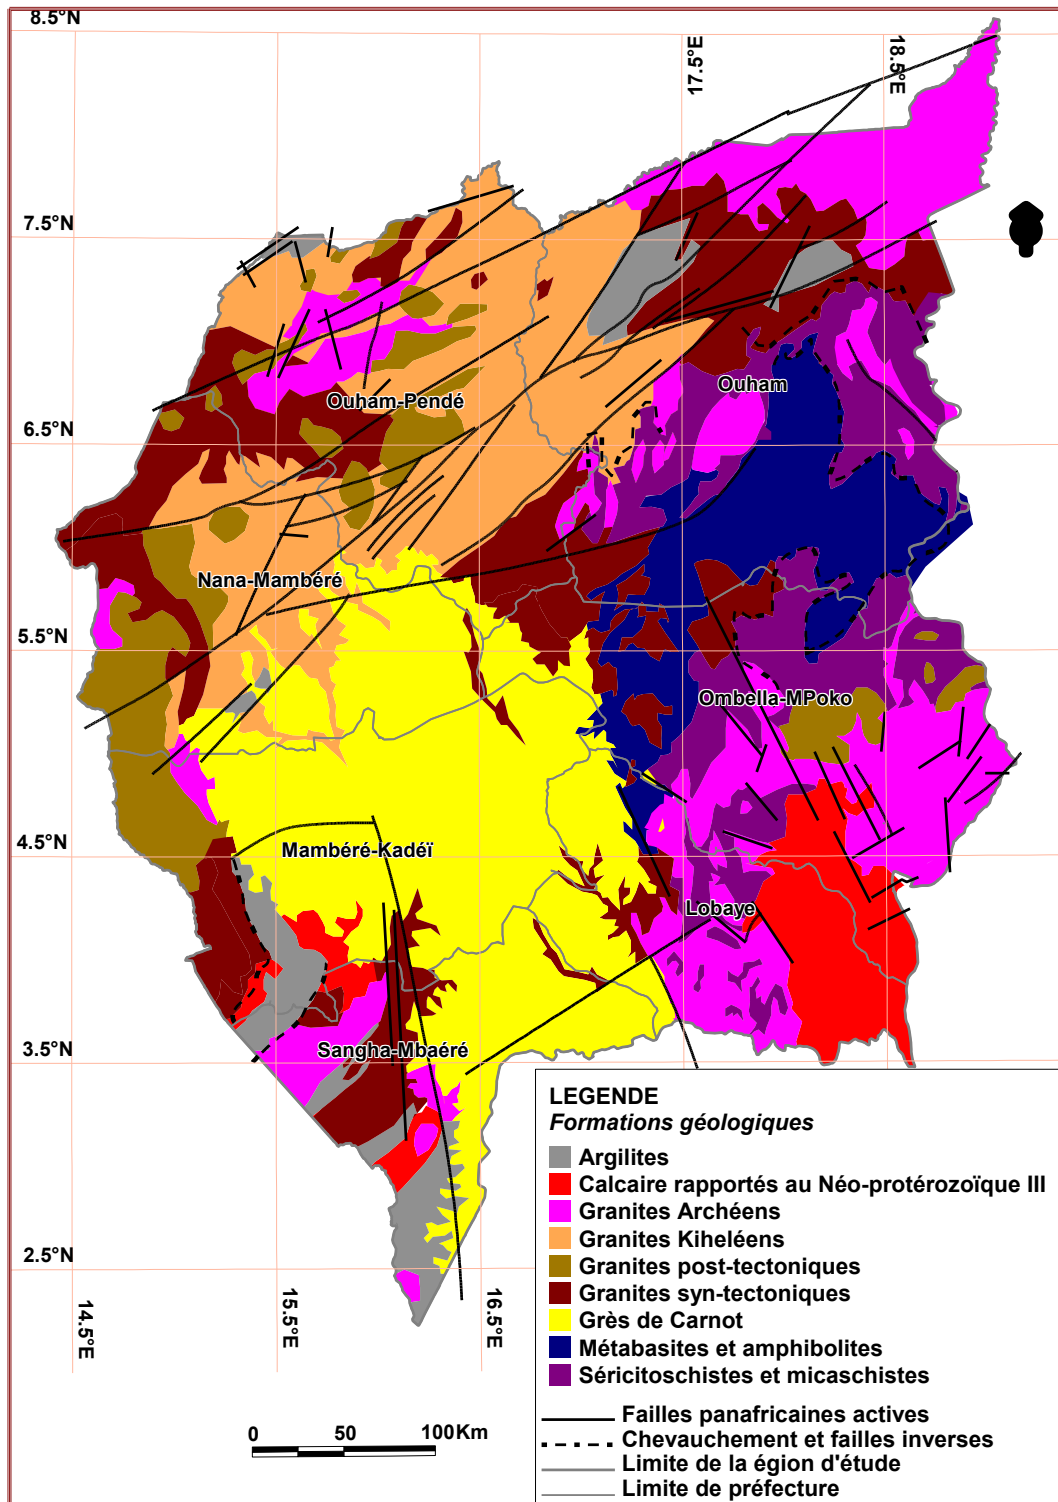 8.5°N
17.5°E
18.5°E
7.5°N
Ouham
Ouham-Pendé
6.5°N
Nana-Mambéré
5.5°N
Ombella-MPoko
4.5°N
Mambéré-Kadéï
Lobaye
3.5°N
Sangha-Mbaéré
2.5°N
14.5°E
15.5°E
16.5°E
LEGENDE
Formations géologiques
Argilites
Calcaire rapportés au Néo-protérozoïque III
Granites Archéens
Granites Kiheléens
Granites post-tectoniques
Granites syn-tectoniques
Grès de Carnot
Métabasites et amphibolites
Séricitoschistes et micaschistes
Failles panafricaines actives
Chevauchement et failles inverses
Limite de la égion d'étude
Limite de préfecture
0 50 100 Km